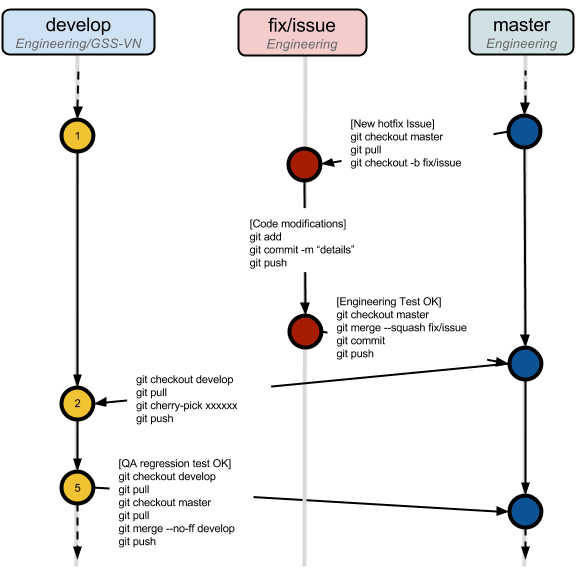 develop
Engineering/GSS-VN
fix/issue
Engineering
master
Engineering
1
[New hotfix Issue]
git checkout master
git pull
git checkout -b fix/issue
[Code modifications]
git add
git commit -m “details”
git push
[Engineering Test OK]
git checkout master
git merge --squash fix/issue
git commit
git push
2
git checkout develop
git pull
git cherry-pick xxxxxx
git push
5
[QA regression test OK]
git checkout develop
git pull
git checkout master
git pull
git merge --no-ff develop
git push